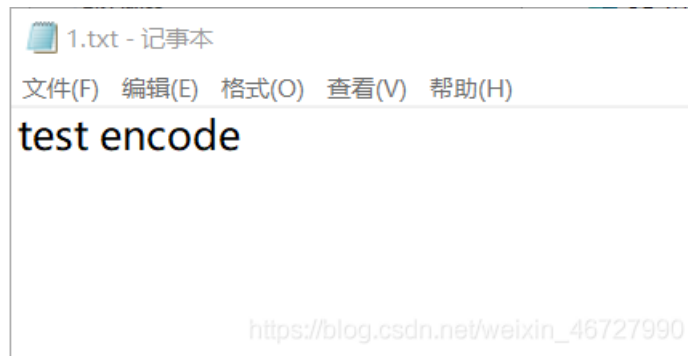 1.txt - 记事本
文件(F) 编辑(E) 格式(O) 查看(V) 帮助(H)
test encode
https://blog.csdn.net/weixin_46727990